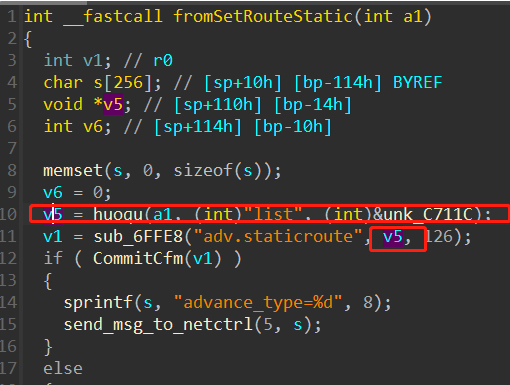 1 int __fastcall fromSetRouteStatic(int a1)
2 {
3 int v1; // r0
4 char s[256]; // [sp+10h] [bp-114h] BYREF
5 void *v5; // [sp+110h] [bp-14h]
6 int v6; // [sp+114h] [bp-10h]
7
8 memset(s, 0, sizeof(s));
9 v6 = 0;
10 v5 = huoqu(a1, (int)"list", (int)&unk_C711C);
11 v1 = sub_6FFE8("adv.staticroute", v5, 126);
12 if ( CommitCfm(v1) )
13 {
14 sprintf(s, "advance_type=%d", 8);
15 send_msg_to_netctrl(5, s);
16 }
17 else